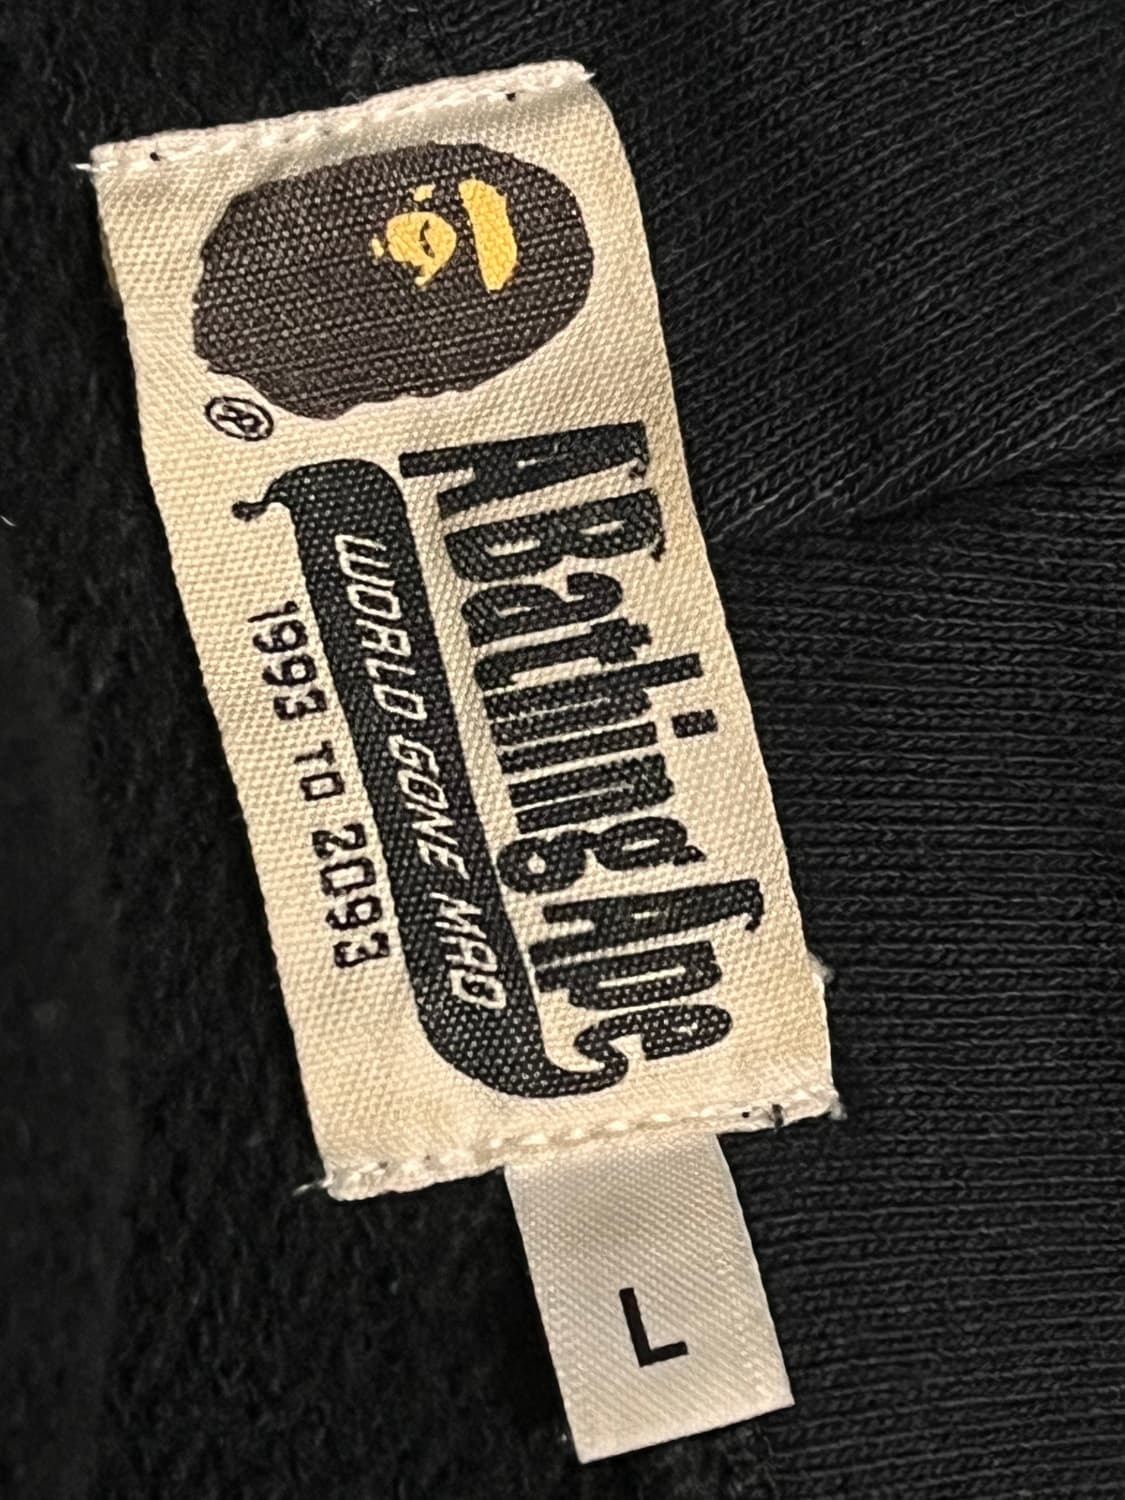 ®
A Bathing Ape
WORLD GONE MAD
1993 TO 2093
L